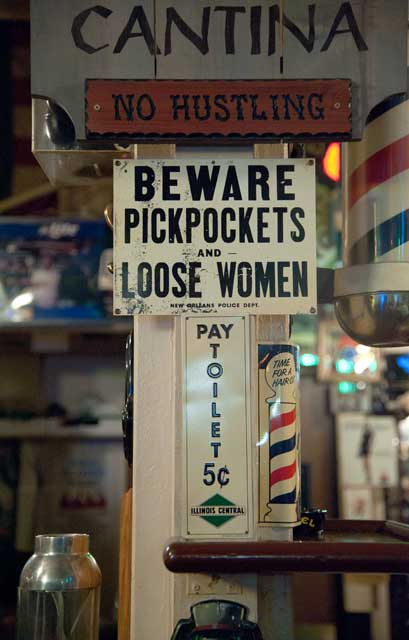 CANTINA
NO HUSTLING
BEWARE
PICKPOCKETS
AND
LOOSE WOMEN
NEW ORLEANS POLICE DEPT.
PAY
TOILET
5¢
ILLINOIS CENTRAL
TIME
FOR A
HAIRCUT
EL